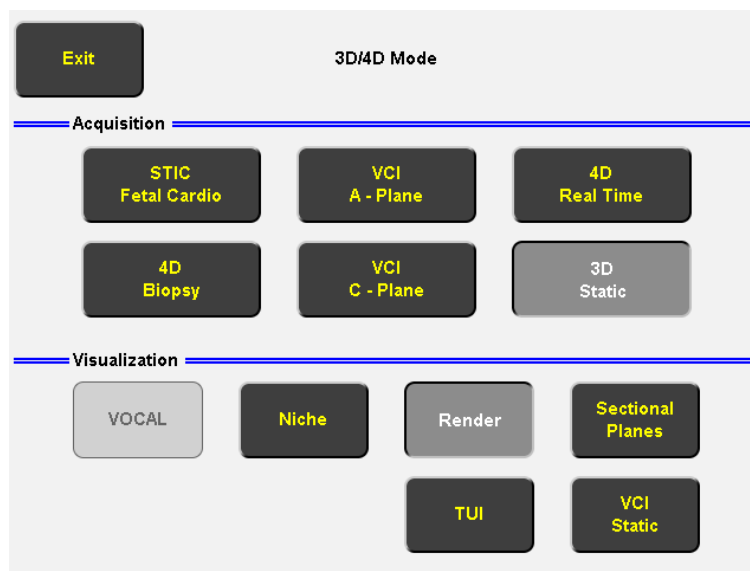 Exit
3D/4D Mode
Acquisition
STIC
Fetal Cardio
VCI
A - Plane
4D
Real Time
4D
Biopsy
VCI
C - Plane
3D
Static
Visualization
VOCAL
Niche
Render
Sectional
Planes
TUI
VCI
Static